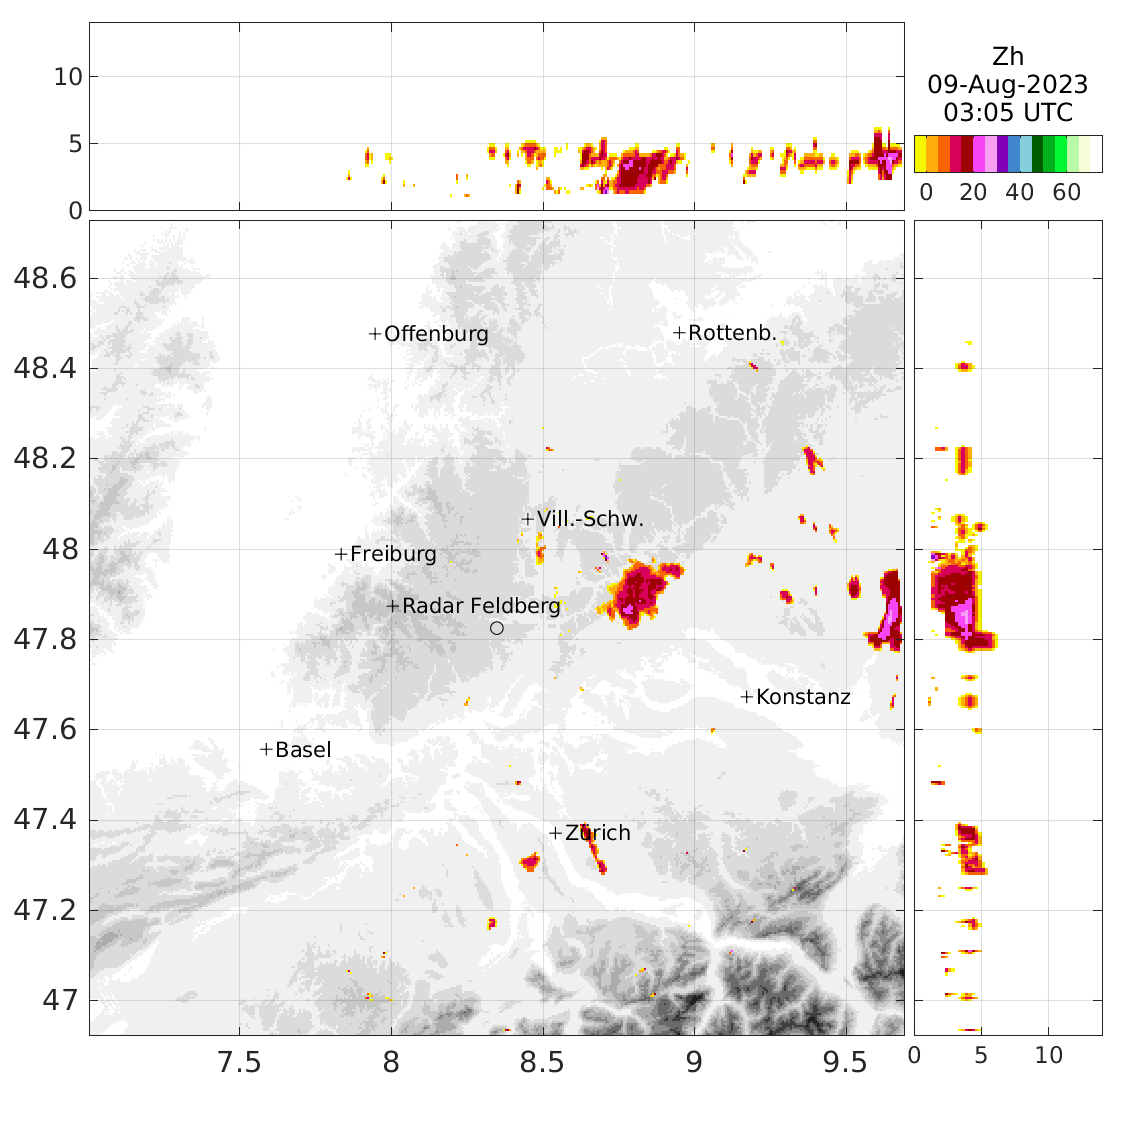 10
5
0
Zh
09-Aug-2023
03:05 UTC
0 20 40 60
48.6
48.4
48.2
48
47.8
47.6
47.4
47.2
47
+Offenburg
+Rottenb.
+Vill.-Schw.
+Freiburg
+Radar Feldberg
+Konstanz
+Basel
+Zürich
7.5 8 8.5 9 9.5
0 5 10